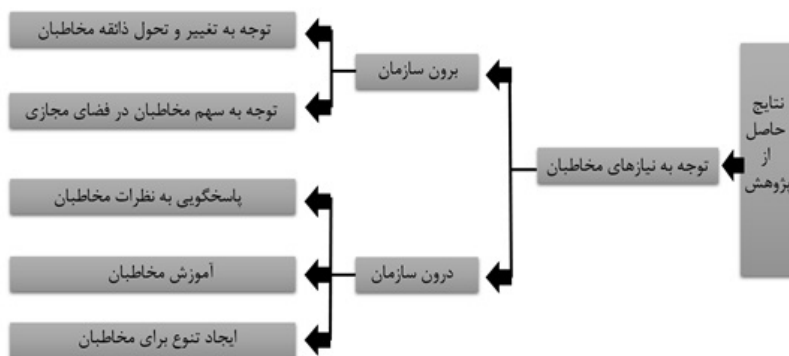 نتایج
حاصل
از
پژوهش
توجه به نیازهای مخاطبان
برون سازمان
توجه به تغییر و تحول ذائقه مخاطبان
توجه به سهم مخاطبان در فضای مجازی
درون سازمان
پاسخگویی به نظرات مخاطبان
آموزش مخاطبان
ایجاد تنوع برای مخاطبان